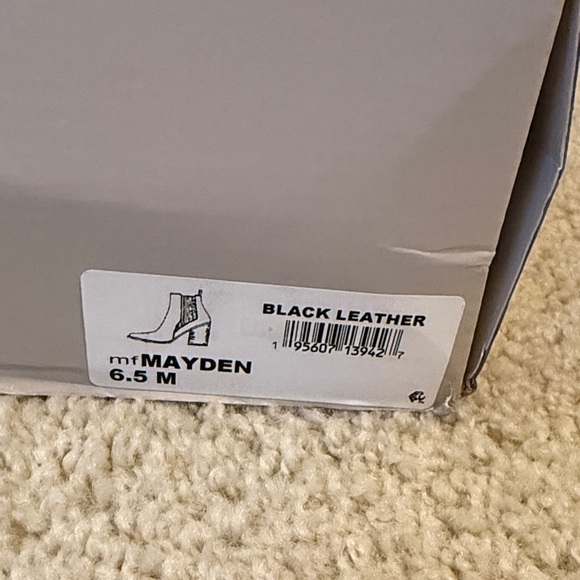 BLACK LEATHER
1 95607 13942 7
mfMAYDEN
6.5 M